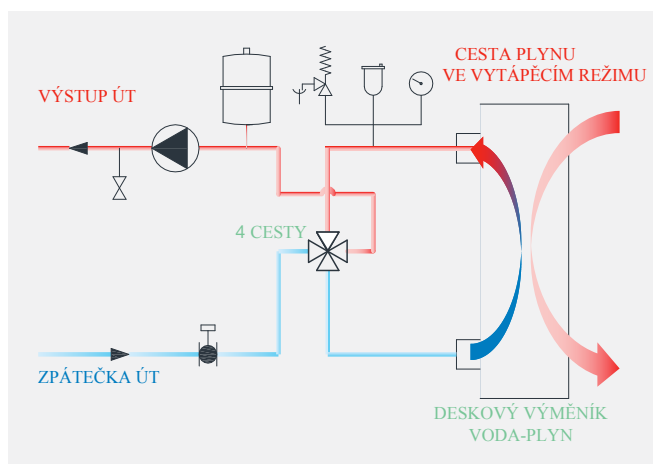 CESTA PLYNU
VE VYTÁPĚCÍM REŽIMU
VÝSTUP ÚT
4 CESTY
ZPÁTEČKA ÚT
DESKOVÝ VÝMĚNÍK
VODA-PLYN